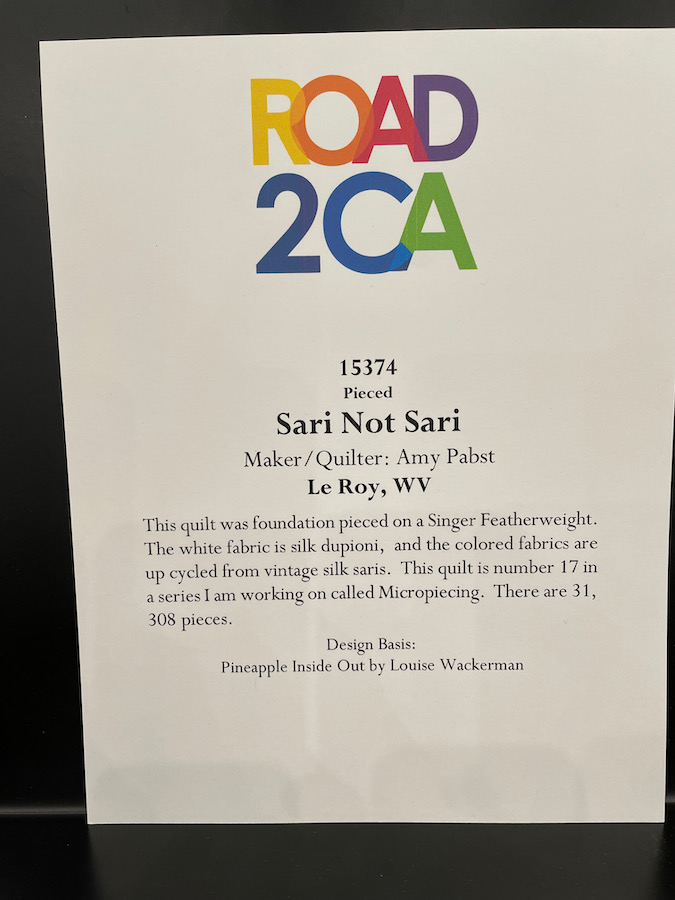 ROAD
2CA
15374
Pieced
Sari Not Sari
Maker/Quilter: Amy Pabst
Le Roy, WV
This quilt was foundation pieced on a Singer Featherweight.
The white fabric is silk dupioni, and the colored fabrics are
up cycled from vintage silk saris. This quilt is number 17 in
a series I am working on called Micropiecing. There are 31,
308 pieces.
Design Basis:
Pineapple Inside Out by Louise Wackerman